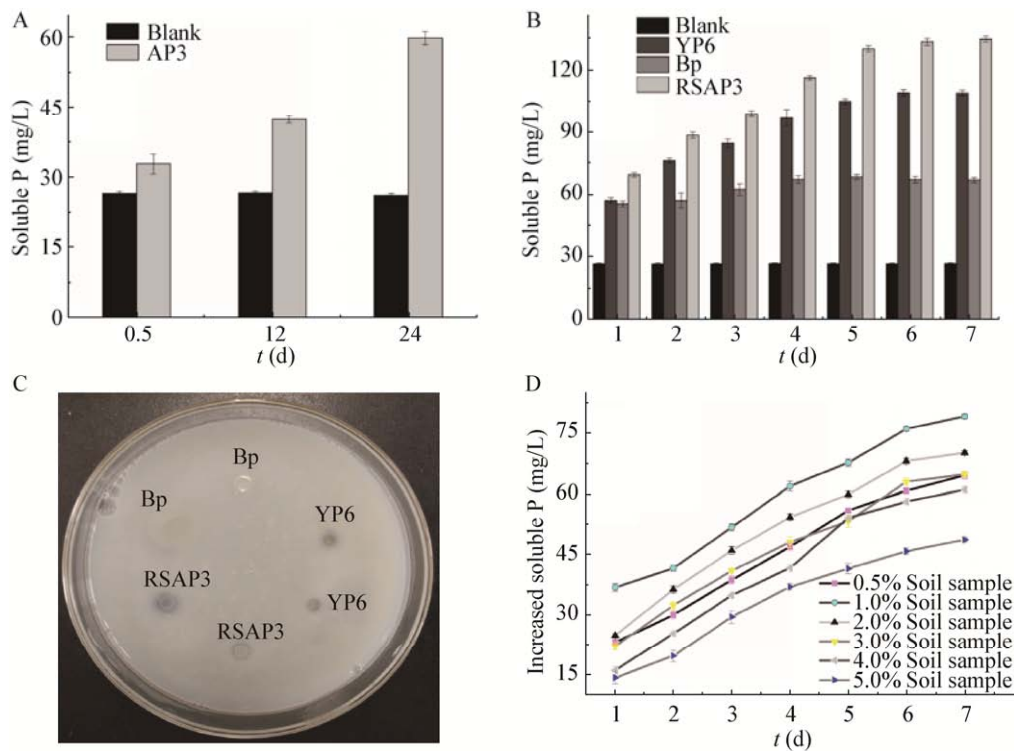 A
Blank
AP3
Soluble P (mg/L)
60
45
30
15
0
0.5 12 24
t (d)
B
Blank
YP6
Bp
RSAP3
Soluble P (mg/L)
120
90
60
30
0
1 2 3 4 5 6 7
t (d)
C
Bp
Bp
YP6
RSAP3
YP6
RSAP3
D
Increased soluble P (mg/L)
75
60
45
30
15
0.5% Soil sample
1.0% Soil sample
2.0% Soil sample
3.0% Soil sample
4.0% Soil sample
5.0% Soil sample
1 2 3 4 5 6 7
t (d)